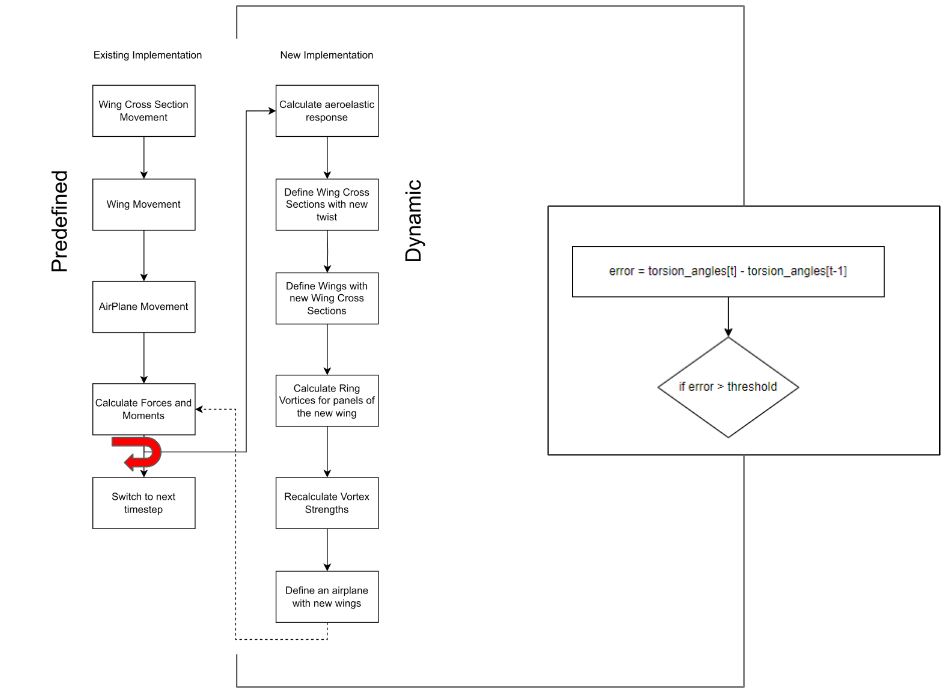 Existing Implementation
New Implementation
Predefined
Wing Cross Section
Movement
Wing Movement
AirPlane Movement
Calculate Forces and
Moments
Switch to next
timestep
Calculate aeroelastic
response
Define Wing Cross
Sections with new
twist
Define Wings with
new Wing Cross
Sections
Calculate Ring
Vortices for panels of
the new wing
Recalculate Vortex
Strengths
Define an airplane
with new wings
Dynamic
error = torsion_angles[t] - torsion_angles[t-1]
if error > threshold